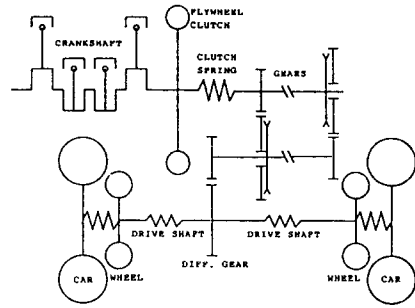 FLYWHEEL
CLUTCH
CRANKSHAFT
CLUTCH
SPRING
GEARS
DRIVE SHAFT
DRIVE SHAFT
CAR
WHEEL
DIFF. GEAR
WHEEL
CAR